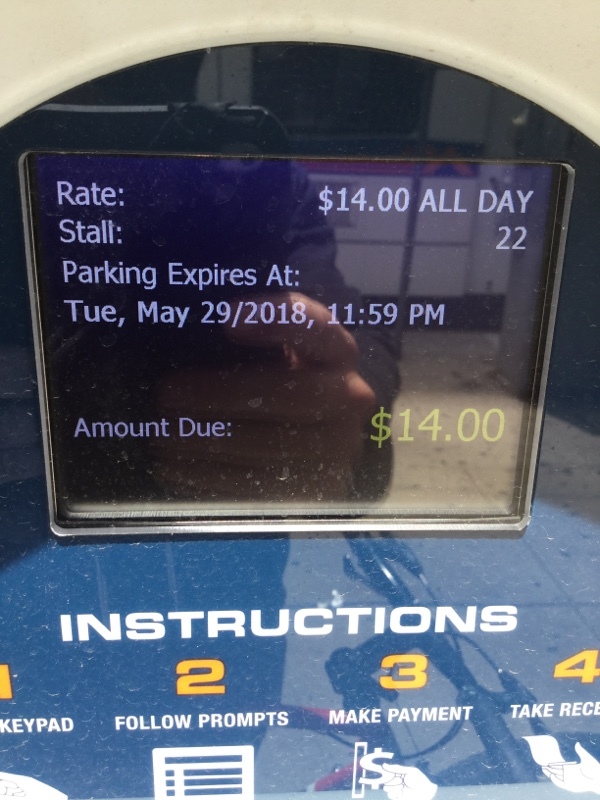 Rate: $14.00 ALL DAY
Stall: 22
Parking Expires At:
Tue, May 29/2018, 11:59 PM
Amount Due: $14.00
INSTRUCTIONS
1 2 3 4
KEYPAD FOLLOW PROMPTS MAKE PAYMENT TAKE RECE
$